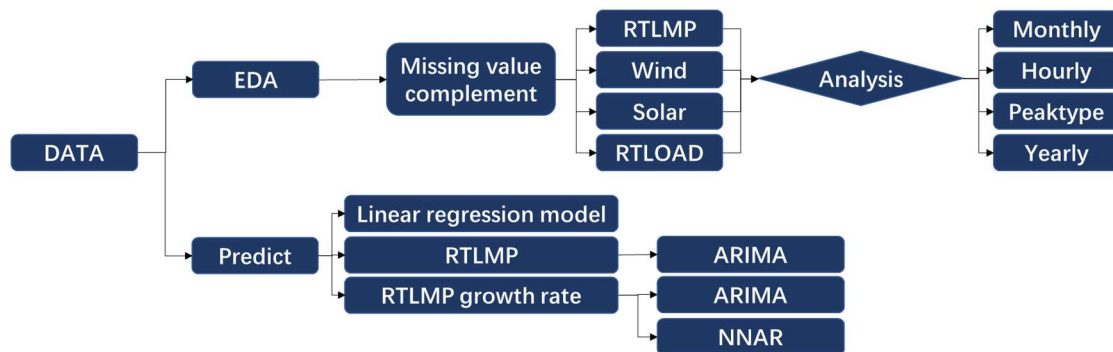 DATA
EDA
Missing value
complement
RTLMP
Wind
Solar
RTLOAD
Analysis
Monthly
Hourly
Peaktype
Yearly
Predict
Linear regression model
RTLMP
RTLMP growth rate
ARIMA
ARIMA
NNAR